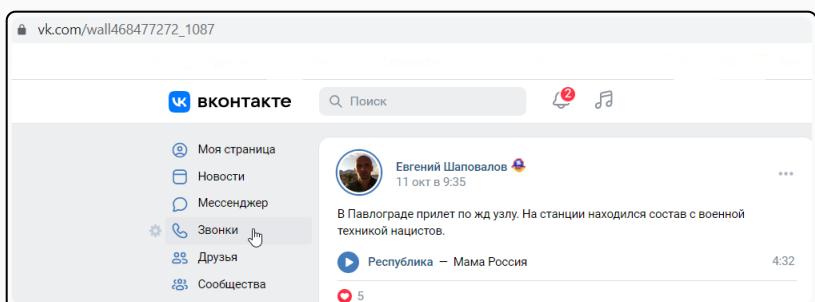 vk.com/wall468477272_1087
вконтакте
Поиск
2
Моя страница
Новости
Мессенджер
Звонки
Друзья
Сообщества
Евгений Шаповалов
11 окт в 9:35
В Павлограде прилет по жд узлу. На станции находился состав с военной
техникой нацистов.
Республика – Мама Россия
4:32
5